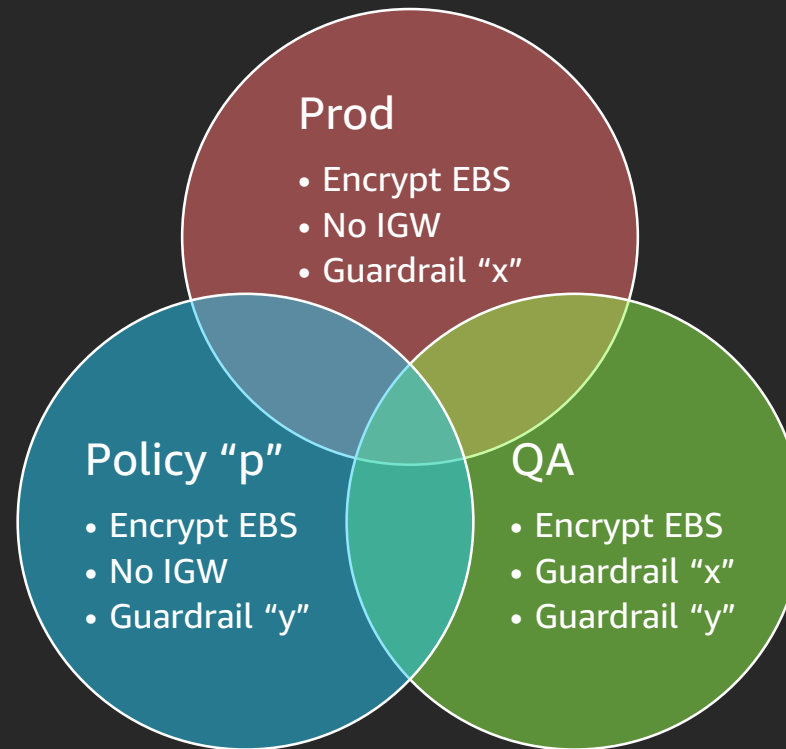 Prod
• Encrypt EBS
• No IGW
• Guardrail “x”
Policy “p”
• Encrypt EBS
• No IGW
• Guardrail “y”
QA
• Encrypt EBS
• Guardrail “x”
• Guardrail “y”